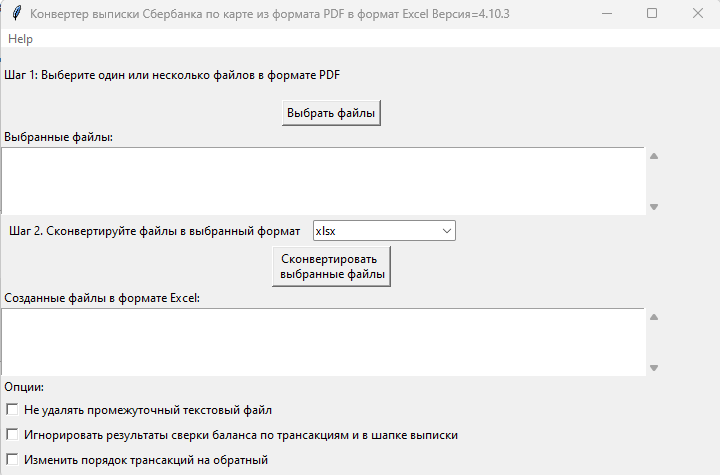 Конвертер выписки Сбербанка по карте из формата PDF в формат Excel Версия=4.10.3
Help
Шаг 1: Выберите один или несколько файлов в формате PDF
Выбрать файлы
Выбранные файлы:
Шаг 2. Сконвертируйте файлы в выбранный формат
xlsx
Сконвертировать
выбранные файлы
Созданные файлы в формате Excel:
Опции:
Не удалять промежуточный текстовый файл
Игнорировать результаты сверки баланса по трансакциям и в шапке выписки
Изменить порядок трансакций на обратный